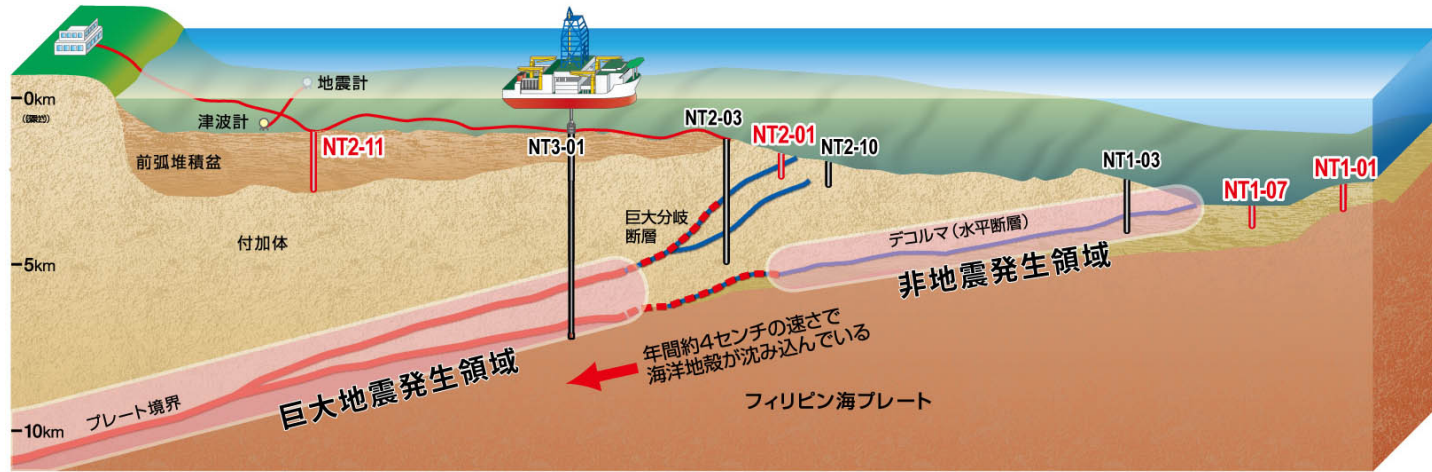 地震計
0km
津波計
NT2-11
前弧堆積盆
NT3-01
NT2-03
NT2-01
NT2-10
NT1-03
NT1-07
NT1-01
巨大分岐
断層
付加体
デコルマ(水平断層)
非地震発生領域
5km
年間約4センチの速さで
海洋地殻が沈み込んでいる
プレート境界
巨大地震発生領域
フィリピン海プレート
10km